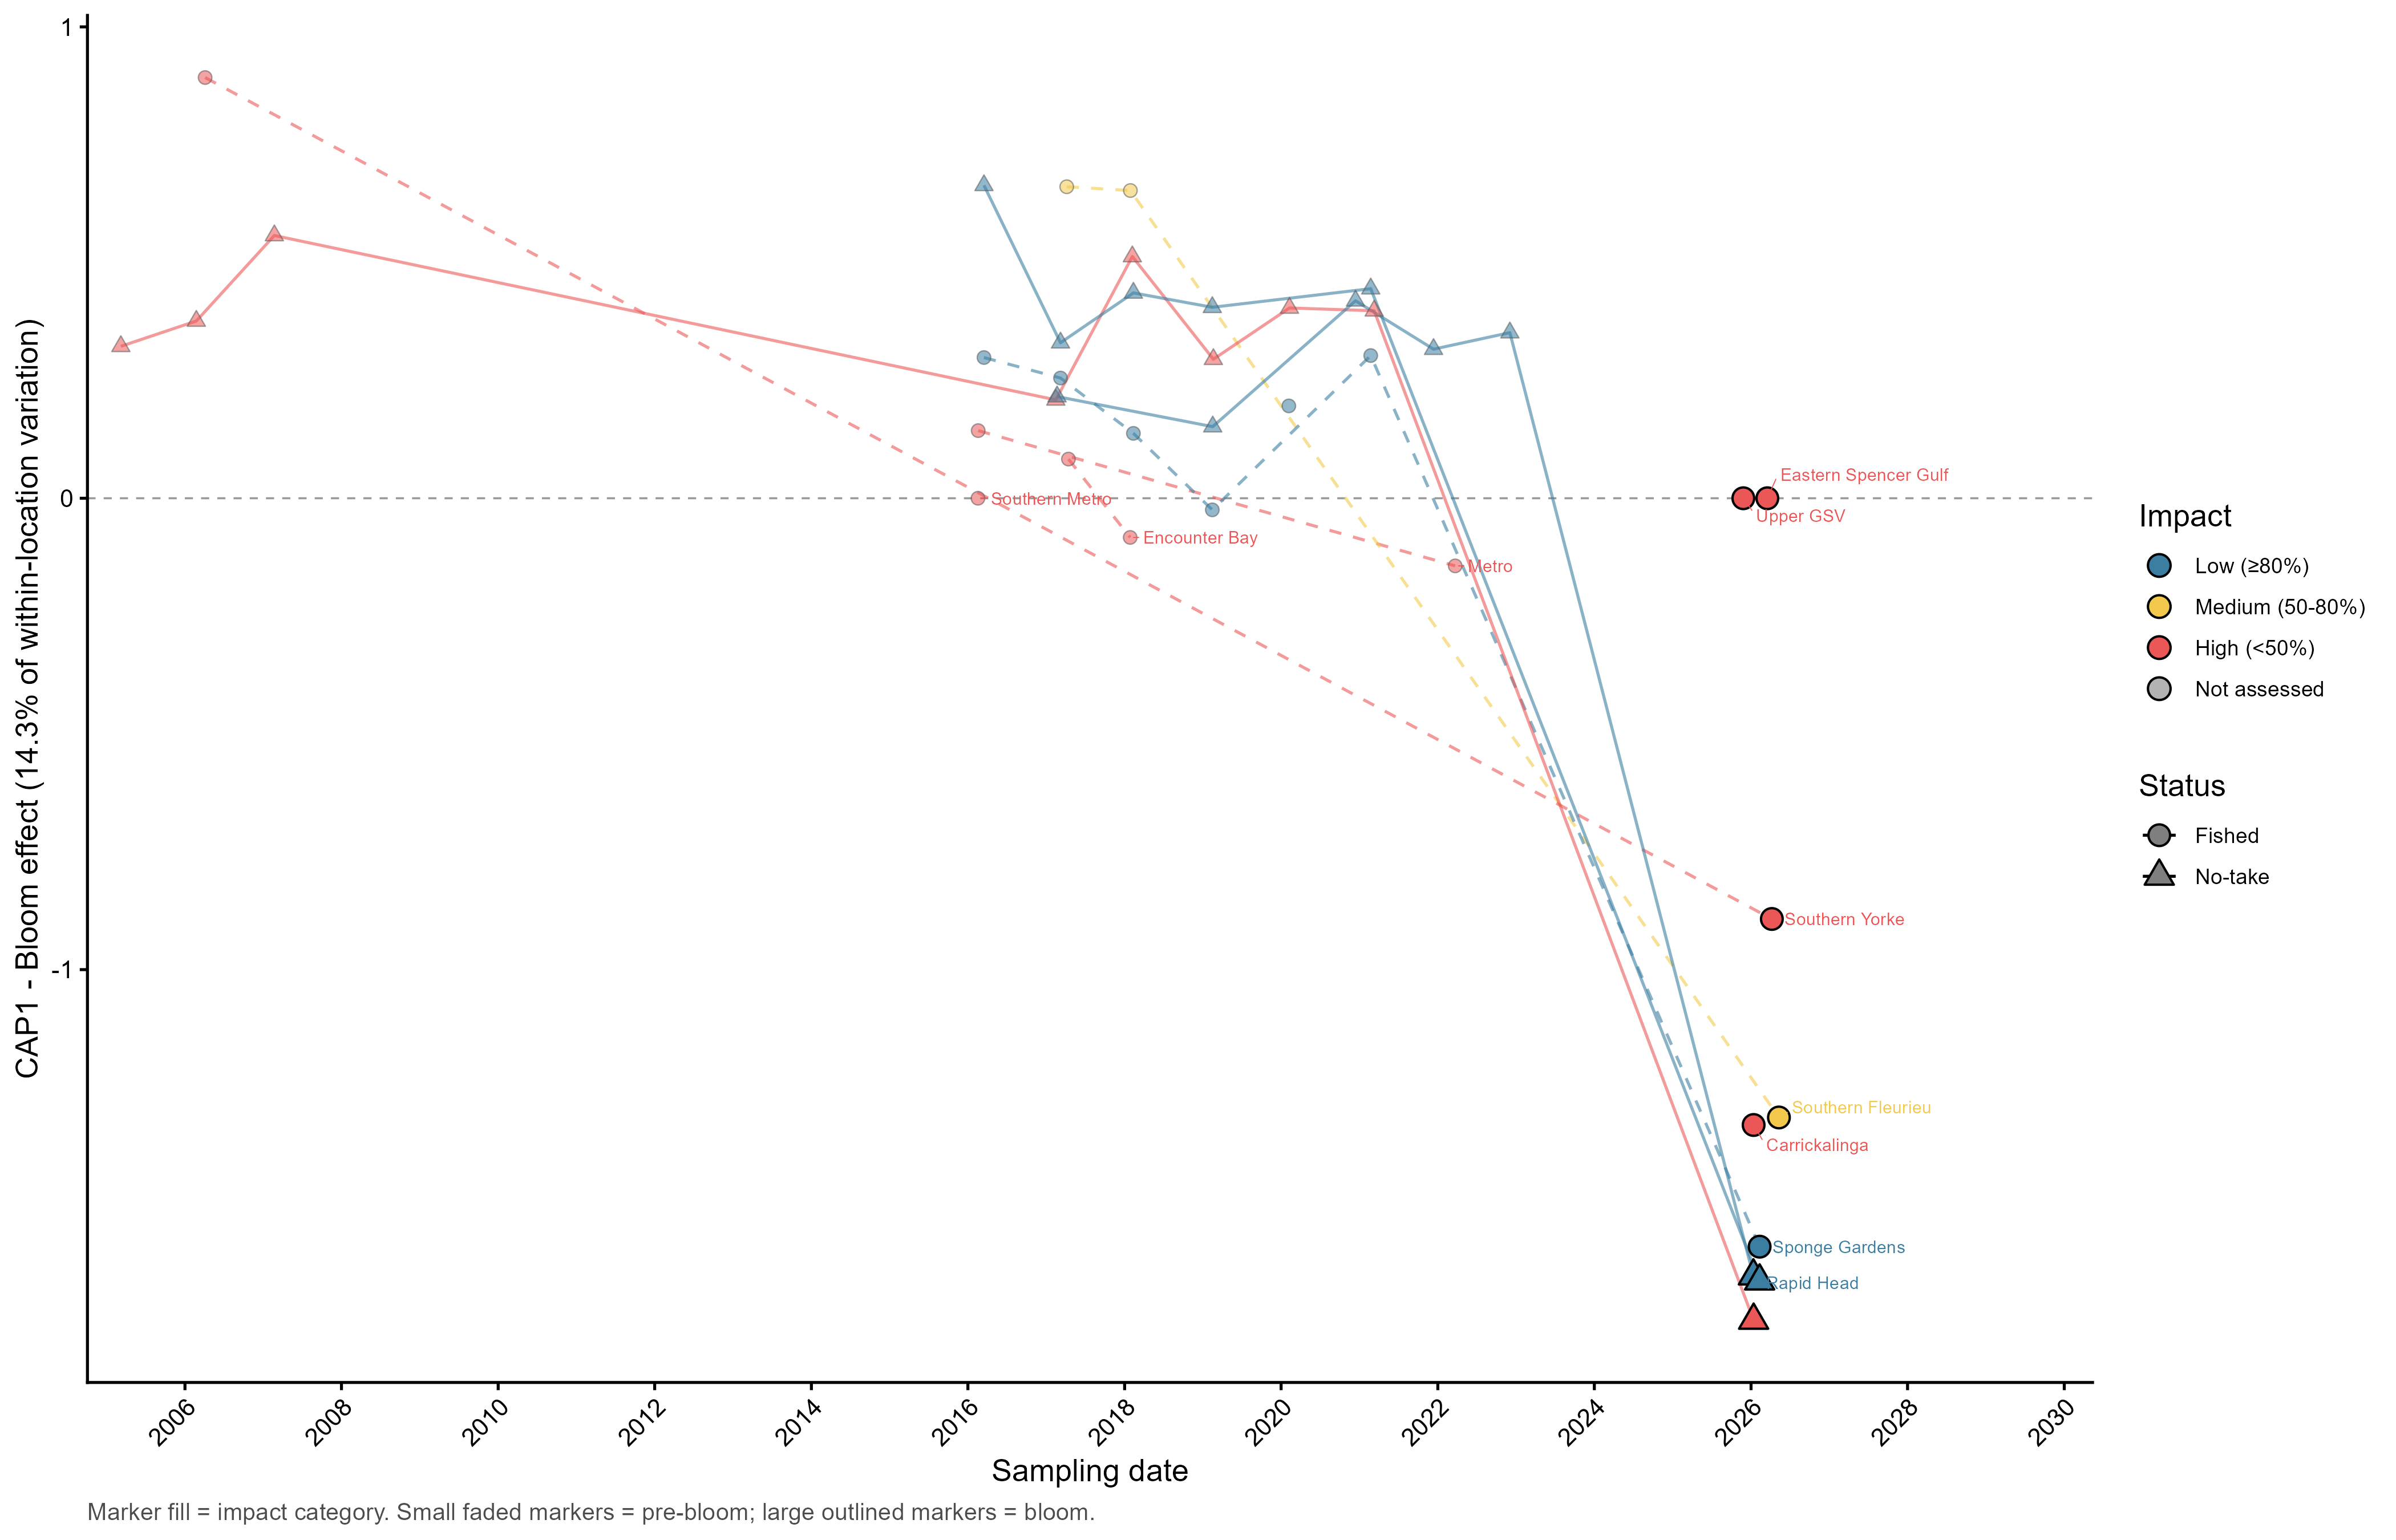 CAP1 - Bloom effect (14.3% of within-location variation)
1
0
-1
Southern Metro
Encounter Bay
Metro
Eastern Spencer Gulf
Upper GSV
Southern Yorke
Southern Fleurieu
Carrickalinga
Sponge Gardens
Rapid Head
2006
2008
2010
2012
2014
2016
2018
2020
2022
2024
2026
2028
2030
Sampling date
Impact
Low (≥80%)
Medium (50-80%)
High (<50%)
Not assessed
Status
Fished
No-take
Marker fill = impact category. Small faded markers = pre-bloom; large outlined markers = bloom.